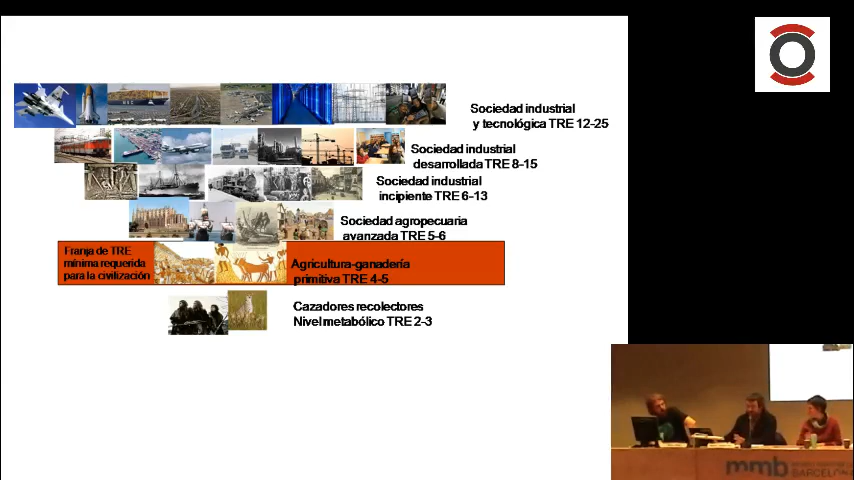 Sociedad industrial
y tecnológica TRE 12-25
Sociedad industrial
desarrollada TRE 8-15
Sociedad industrial
incipiente TRE 6-13
Sociedad agropecuaria
avanzada TRE 5-6
Franja de TRE
mínima requerida
para la civilización
Agricultura-ganadería
primitiva TRE 4-5
Cazadores recolectores
Nivel metabólico TRE 2-3
mmb
BARCELONA